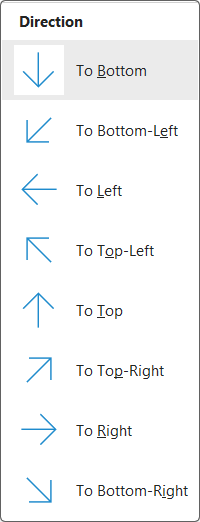 Direction
To Bottom
To Bottom-Left
To Left
To Top-Left
To Top
To Top-Right
To Right
To Bottom-Right